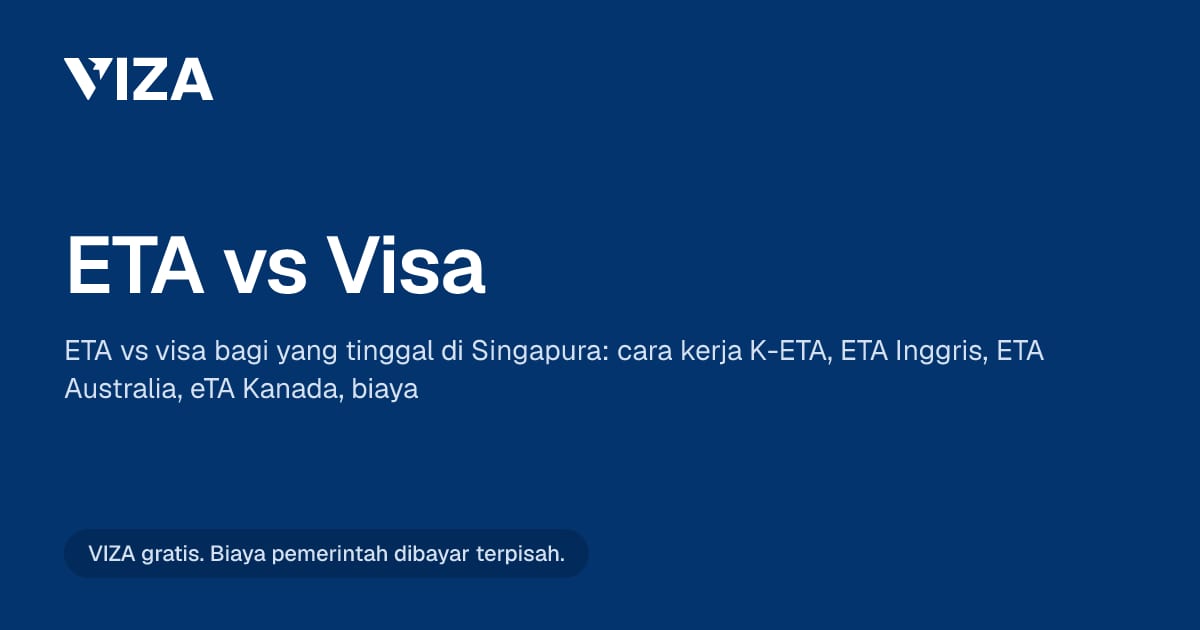 VIZA
ETA vs Visa
ETA vs visa bagi yang tinggal di Singapura: cara kerja K-ETA, ETA Inggris, ETA
Australia, eTA Kanada, biaya
VIZA gratis. Biaya pemerintah dibayar terpisah.